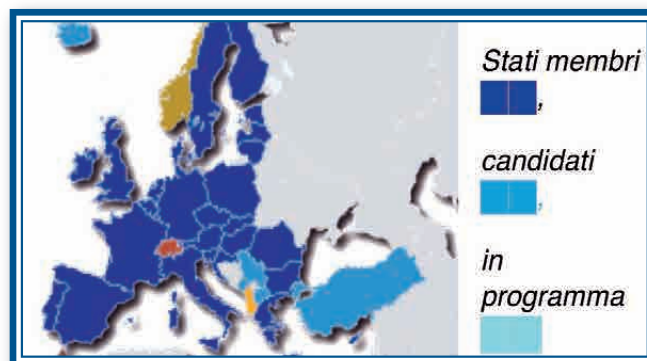 Stati membri
,
candidati
,
in
programma